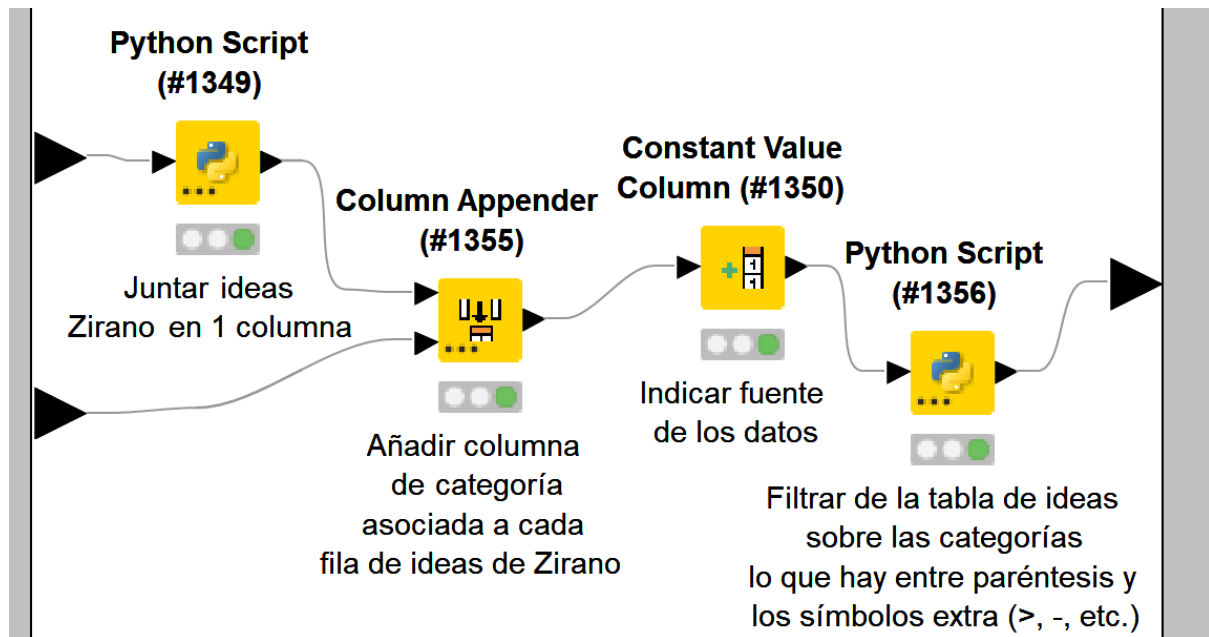 Python Script
(#1349)
Juntar ideas
Zirano en 1 columna
Column Appender
(#1355)
Añadir columna
de categoría
asociada a cada
fila de ideas de Zirano
Constant Value
Column (#1350)
Indicar fuente
de los datos
Python Script
(#1356)
Filtrar de la tabla de ideas
sobre las categorías
lo que hay entre paréntesis y
los símbolos extra (>, -, etc.)